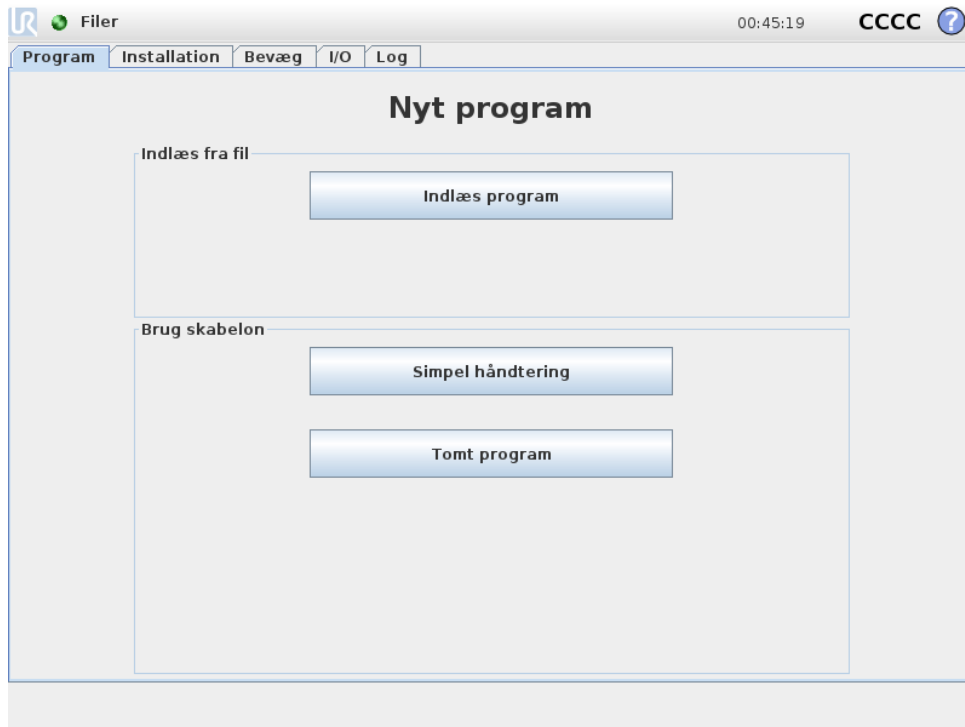 UR Filer 00:45:19 CCCC ?
Program Installation Bevæg I/O Log
Nyt program
Indlæs fra fil
Indlæs program
Brug skabelon
Simpel håndtering
Tomt program